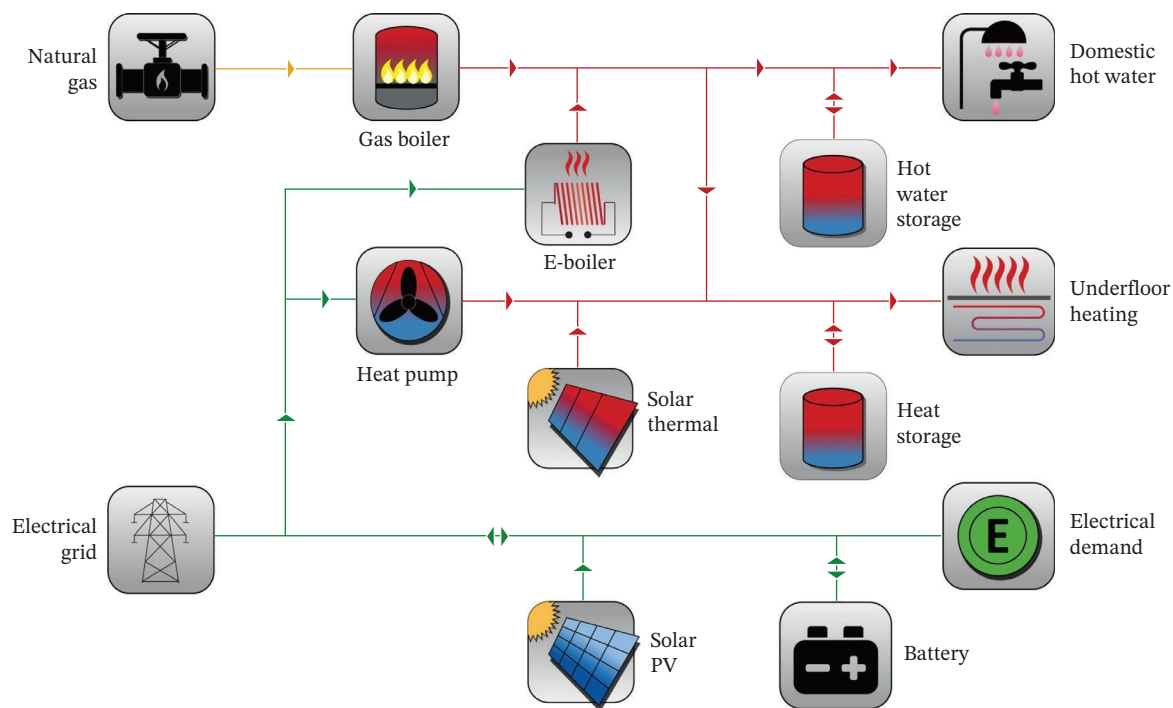 Natural
gas
Gas boiler
Domestic
hot water
E-boiler
Hot
water
storage
Heat pump
Underfloor
heating
Solar
thermal
Heat
storage
Electrical
grid
E
Electrical
demand
Solar
PV
Battery